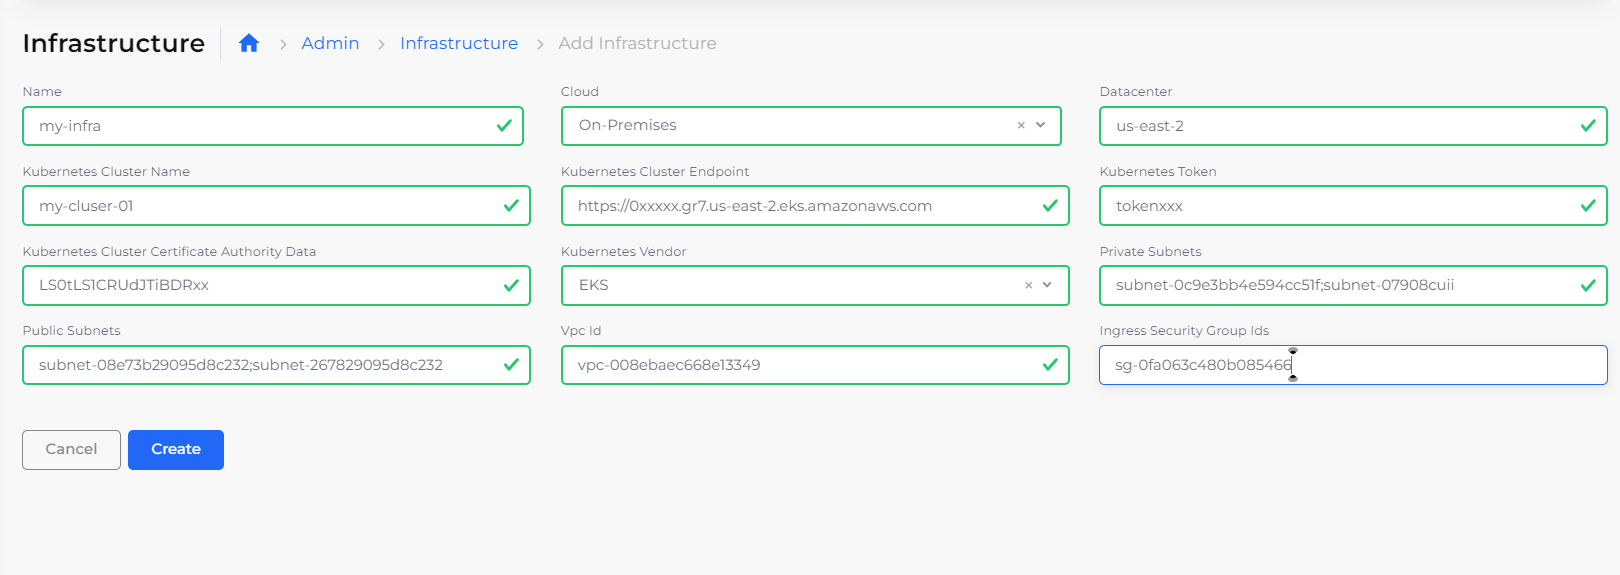 Infrastructure > Admin > Infrastructure > Add Infrastructure
Name Cloud Datacenter
my-infra On-Premises × us-east-2
Kubernetes Cluster Name Kubernetes Cluster Endpoint Kubernetes Token
my-cluser-01 https://0xxxxx.gr7.us-east-2.eks.amazonaws.com tokenxxx
Kubernetes Cluster Certificate Authority Data Kubernetes Vendor Private Subnets
LS0tLS1CRUdJTiBDRxx EKS × subnet-0c9e3bb4e594cc51f;subnet-07908cuii
Public Subnets Vpc Id Ingress Security Group Ids
subnet-08e73b29095d8c232;subnet-267829095d8c232 vpc-008ebaec668e13349 sg-0fa063c480b085466
Cancel Create